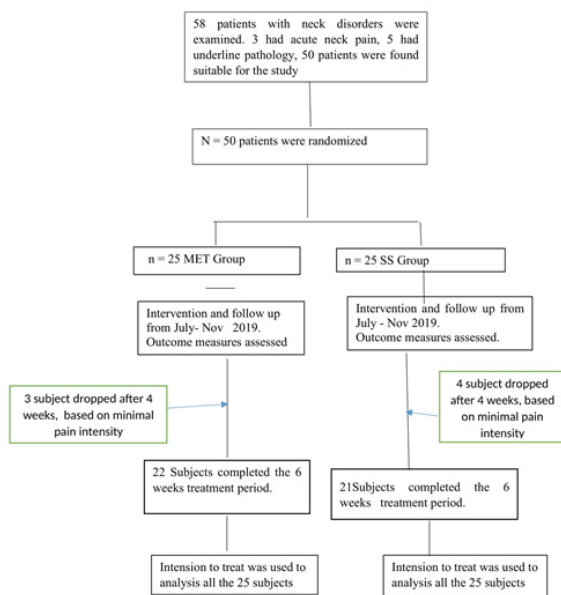 58 patients with neck disorders were
examined. 3 had acute neck pain, 5 had
underline pathology, 50 patients were found
suitable for the study
N = 50 patients were randomized
n = 25 MET Group
n = 25 SS Group
Intervention and follow up
from July- Nov 2019.
Outcome measures assessed
Intervention and follow up from
July - Nov 2019.
Outcome measures assessed.
3 subject dropped after 4
weeks, based on minimal
pain intensity
4 subject dropped
after 4 weeks, based
on minimal pain
intensity
22 Subjects completed the 6
weeks treatment period.
21Subjects completed the 6
weeks treatment period.
Intension to treat was used to
analysis all the 25 subjects
Intension to treat was used to
analysis all the 25 subjects